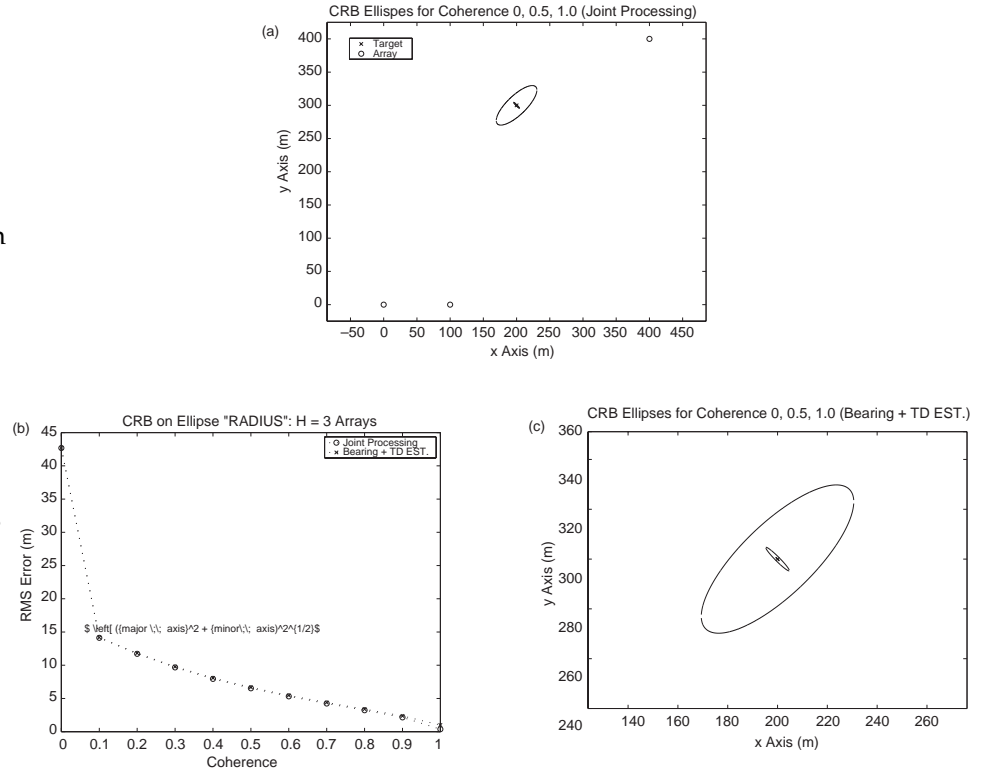 CRB Ellispes for Coherence 0, 0.5, 1.0 (Joint Processing)
(a)
Target
Array
400
350
300
250
200
150
100
50
0
y Axis (m)
−50 0 50 100 150 200 250 300 350 400 450
x Axis (m)
n
CRB on Ellipse "RADIUS": H = 3 Arrays
(b)
45
40
35
30
25
20
15
10
5
0
RMS Error (m)
Joint Processing
Bearing + TD EST.
$ \left[ ({major \;\; axis}^2 + {minor\;\; axis)^2^{1/2}$
0 0.1 0.2 0.3 0.4 0.5 0.6 0.7 0.8 0.9 1
Coherence
CRB Ellipses for Coherence 0, 0.5, 1.0 (Bearing + TD EST.)
(c)
360
340
320
300
280
260
240
y Axis (m)
140 160 180 200 220 240 260
x Axis (m)